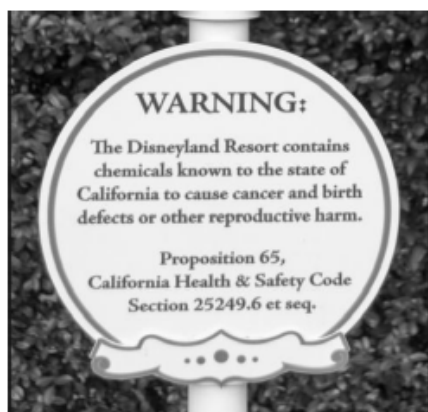 WARNING:
The Disneyland Resort contains
chemicals known to the state of
California to cause cancer and birth
defects or other reproductive harm.
Proposition 65,
California Health & Safety Code
Section 25249.6 et seq.